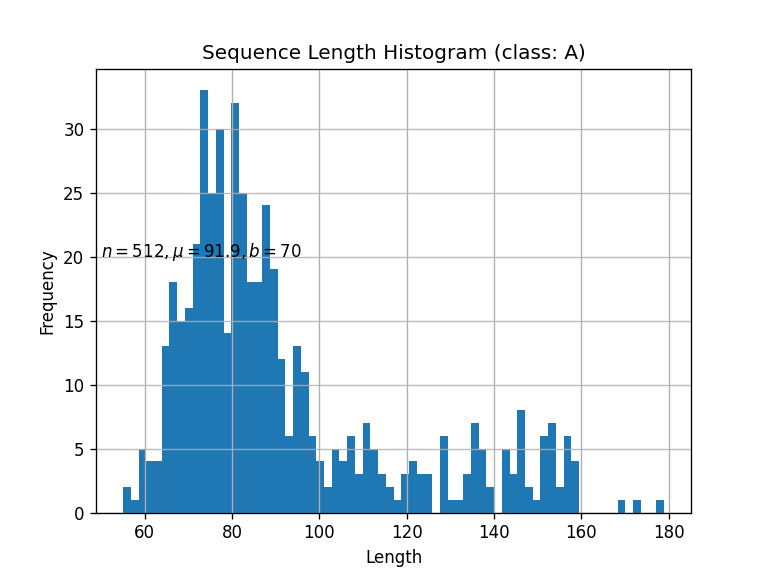 Sequence Length Histogram (class: A)
Frequency
30
25
20
15
10
5
0
n = 512, μ = 91.9, b = 70
60 80 100 120 140 160 180
Length